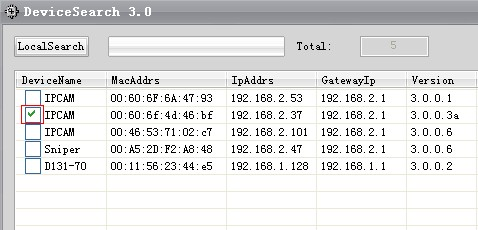 DeviceSearch 3.0
LocalSearch Total: 5
DeviceName MacAddrs IpAddrs GatewayIp Version
IPCAM 00:60:6F:6A:47:93 192.168.2.53 192.168.2.1 3.0.0.1
IPCAM 00:60:6f:4d:46:bf 192.168.2.37 192.168.2.1 3.0.0.3a
IPCAM 00:46:53:71:02:c7 192.168.2.101 192.168.2.1 3.0.0.6
Sniper 00:A5:2D:F2:A8:48 192.168.2.47 192.168.2.1 3.0.0.6
D131-70 00:11:56:23:44:e5 192.168.1.128 192.168.1.1 3.0.0.2